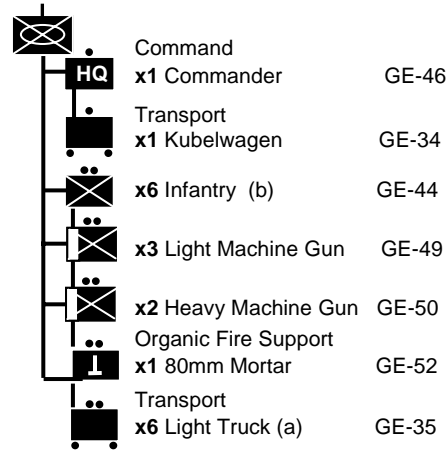 Command
HQ x1 Commander GE-46
Transport
x1 Kubelwagen GE-34
x6 Infantry (b) GE-44
x3 Light Machine Gun GE-49
x2 Heavy Machine Gun GE-50
Organic Fire Support
x1 80mm Mortar GE-52
Transport
x6 Light Truck (a) GE-35